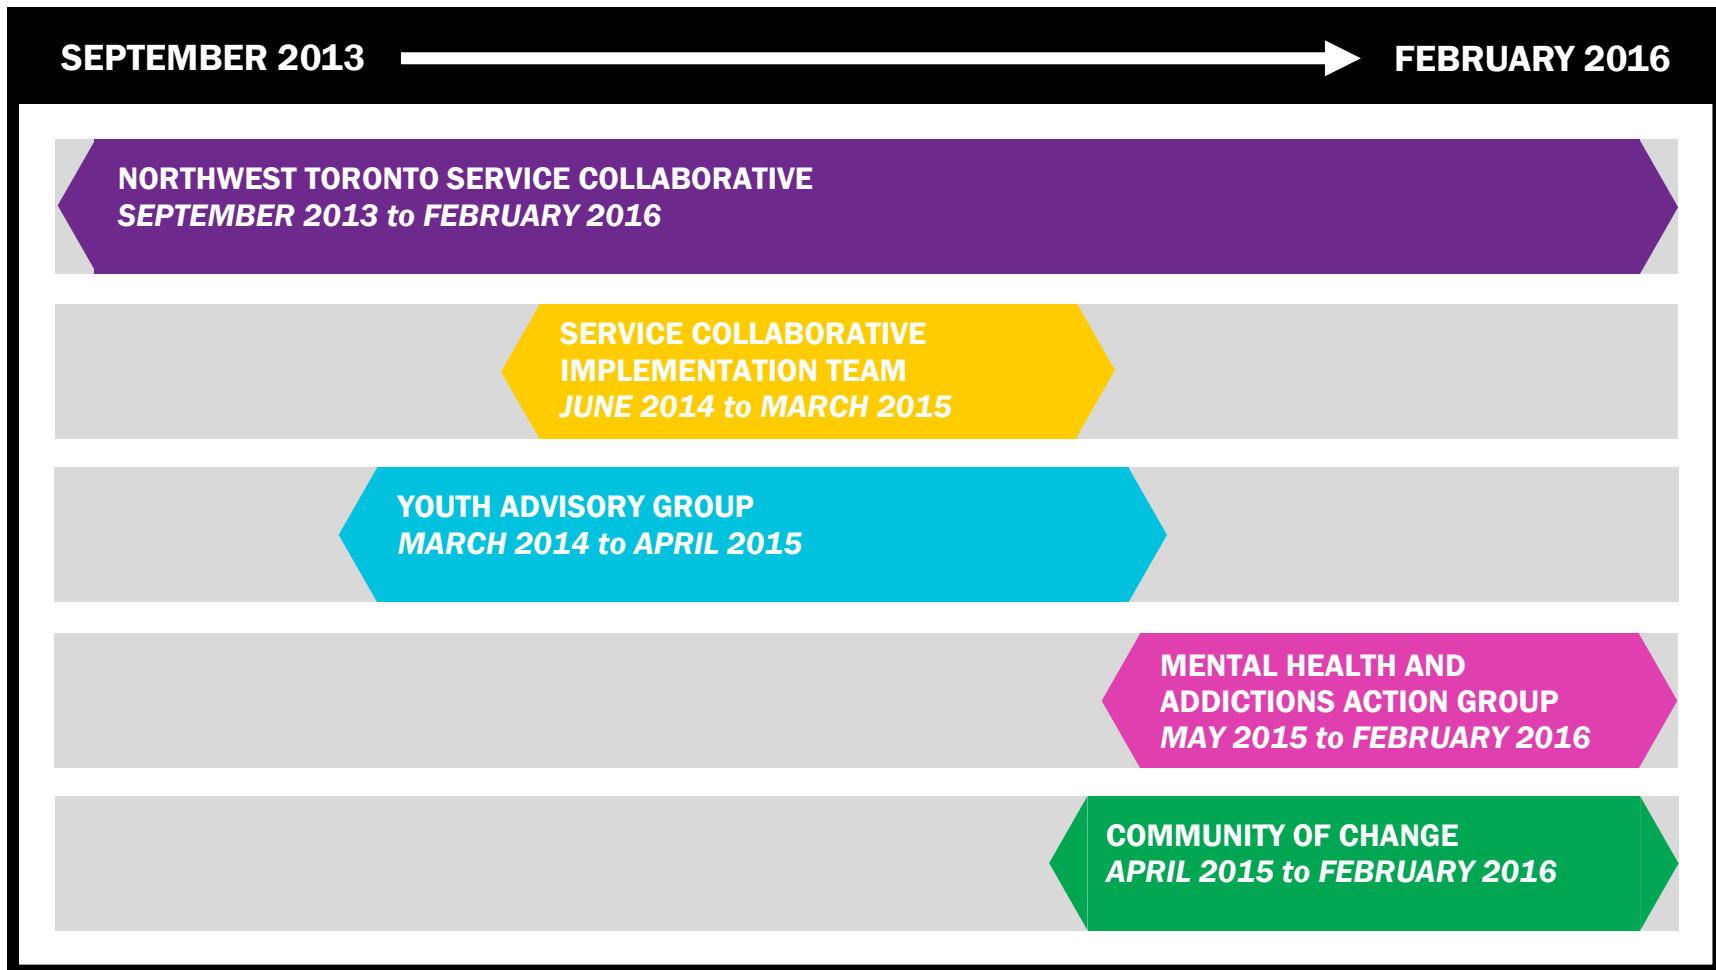 SEPTEMBER 2013
FEBRUARY 2016
NORTHWEST TORONTO SERVICE COLLABORATIVE
SEPTEMBER 2013 to FEBRUARY 2016
SERVICE COLLABORATIVE
IMPLEMENTATION TEAM
JUNE 2014 to MARCH 2015
YOUTH ADVISORY GROUP
MARCH 2014 to APRIL 2015
MENTAL HEALTH AND
ADDICTIONS ACTION GROUP
MAY 2015 to FEBRUARY 2016
COMMUNITY OF CHANGE
APRIL 2015 to FEBRUARY 2016